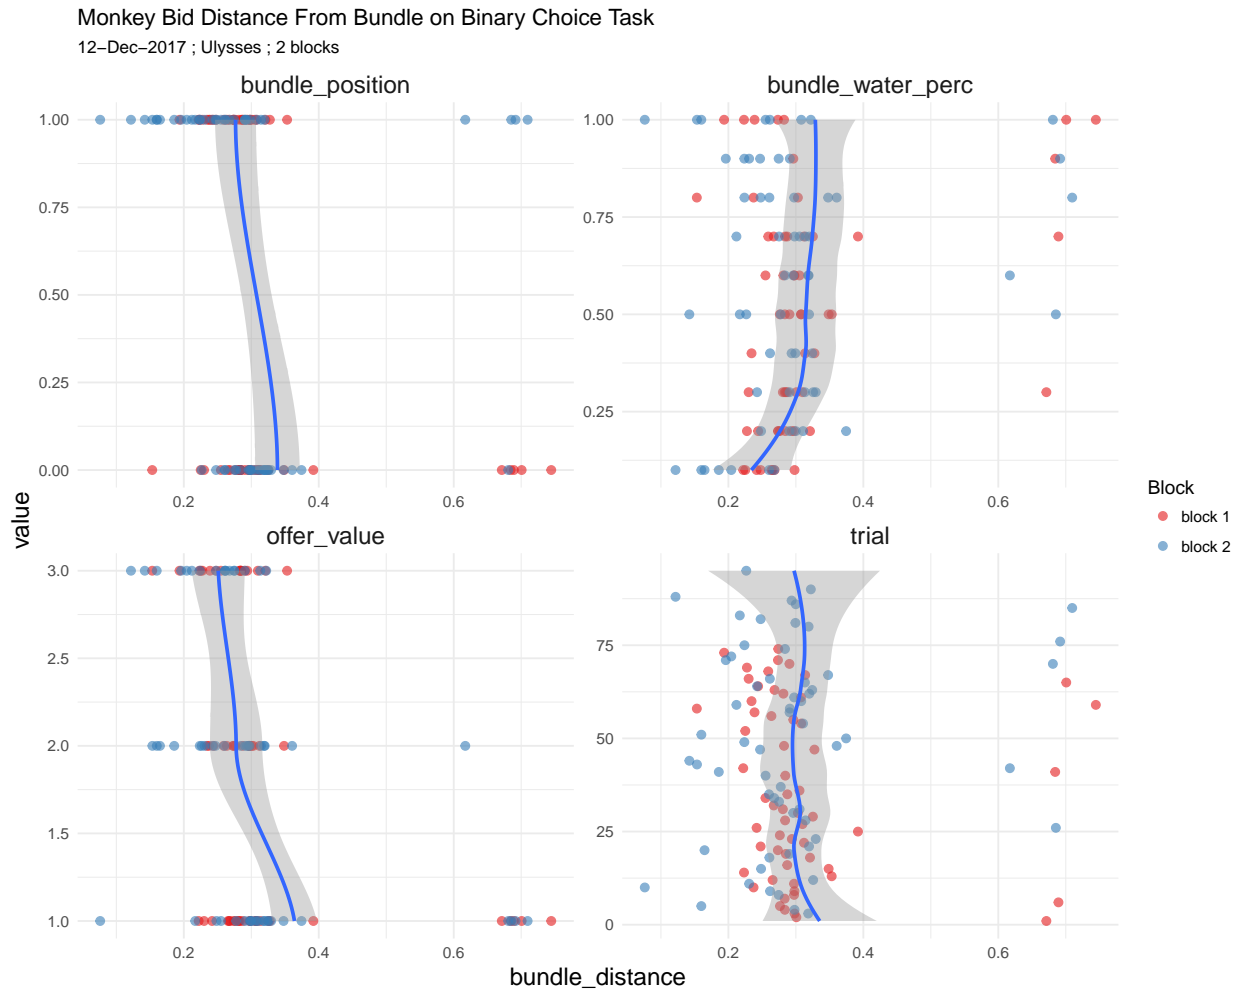 Monkey Bid Distance From Bundle on Binary Choice Task
12−Dec−2017 ; Ulysses ; 2 blocks
bundle_position
bundle_water_perc
1.00
0.75
0.50
0.25
0.00
0.2
0.4
0.6
1.00
0.75
0.50
0.25
0.2
0.4
0.6
value
offer_value
trial
3.0
2.5
2.0
1.5
1.0
0.2
0.4
0.6
75
50
25
0
0.2
0.4
0.6
bundle_distance
Block
block 1
block 2